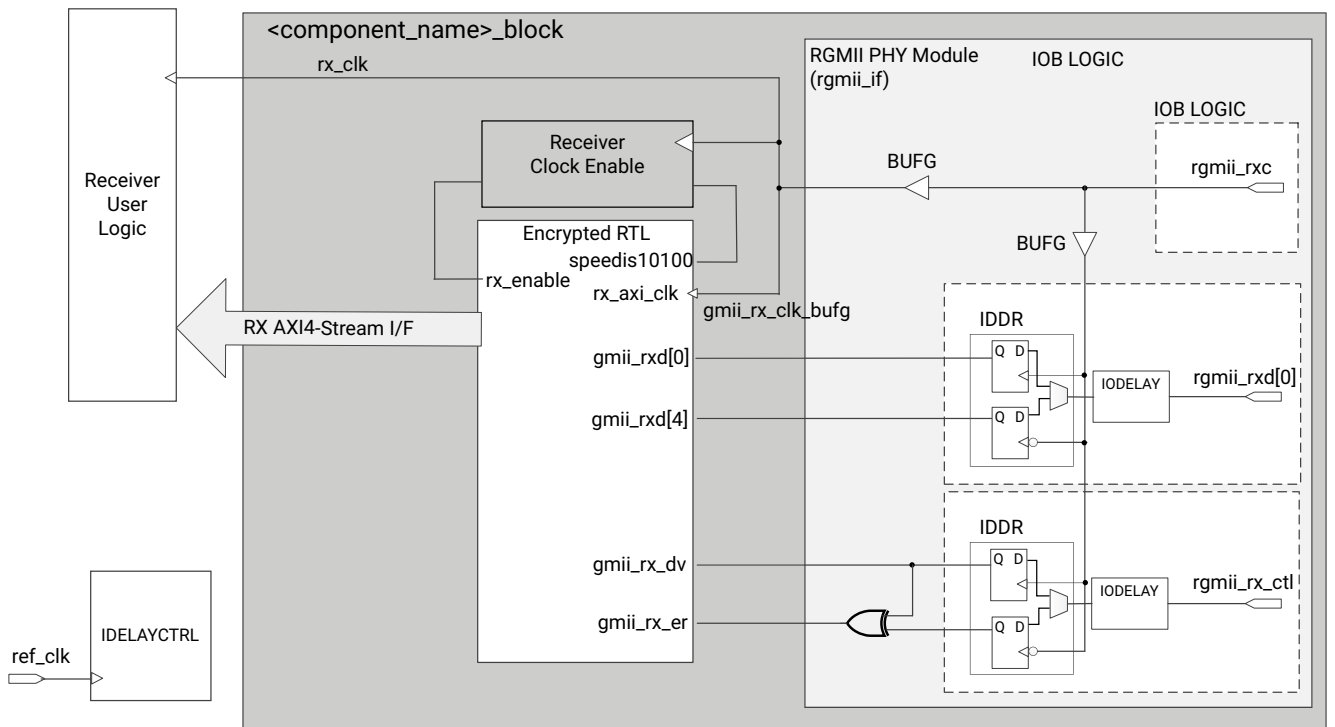 <component_name>_block
rx_clk
RGMII PHY Module
(rgmii_if)
IOB LOGIC
IOB LOGIC
rgmii_rxc
BUFG
BUFG
Receiver
Clock Enable
Receiver
User
Logic
Encrypted RTL
speedis10100
rx_enable
rx_axi_clk
gmii_rx_clk_bufg
RX AXI4-Stream I/F
gmii_rxd[0]
IDDR
Q D
IODELAY
rgmii_rxd[0]
gmii_rxd[4]
Q D
gmii_rx_dv
IDDR
Q D
IODELAY
rgmii_rx_ctl
gmii_rx_er
Q D
IDELAYCTRL
ref_clk